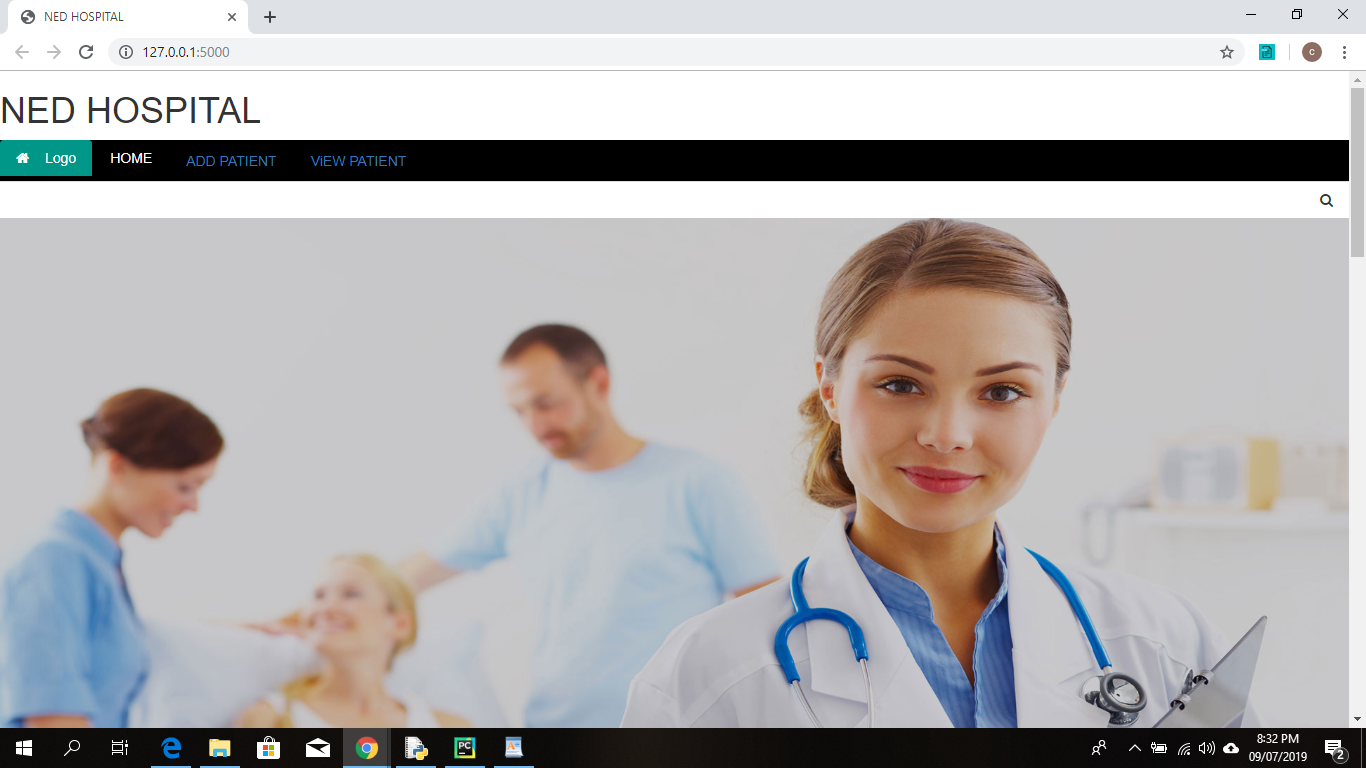 NED HOSPITAL
127.0.0.1:5000
c
NED HOSPITAL
Logo HOME ADD PATIENT ViEW PATIENT
PC
8:32 PM
09/07/2019
2